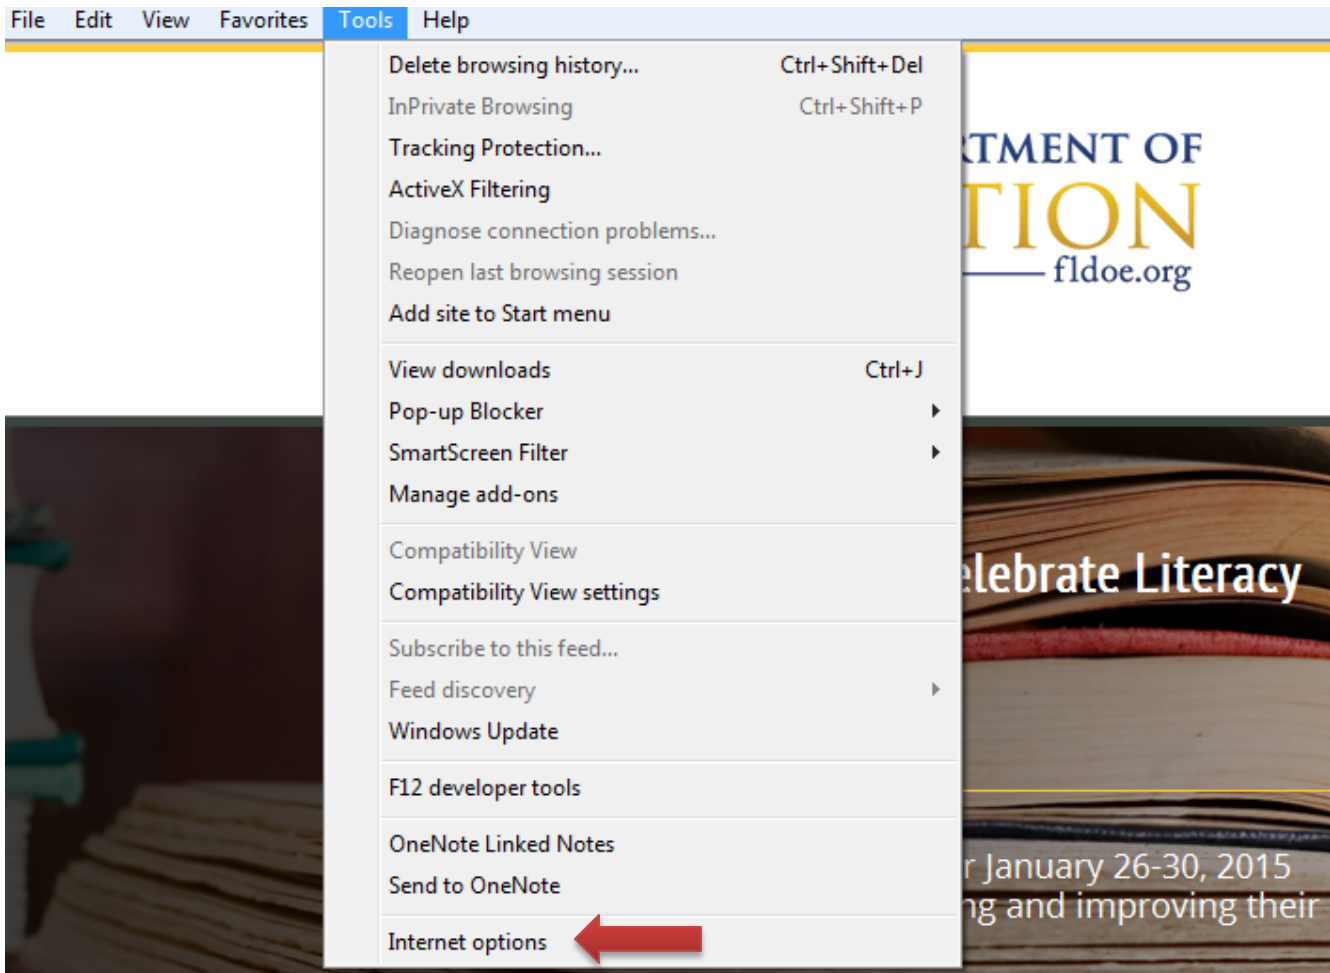 File Edit View Favorites Tools Help
Delete browsing history... Ctrl+Shift+Del
InPrivate Browsing Ctrl+Shift+P
Tracking Protection...
ActiveX Filtering
Diagnose connection problems...
Reopen last browsing session
Add site to Start menu
View downloads Ctrl+J
Pop-up Blocker
SmartScreen Filter
Manage add-ons
Compatibility View
Compatibility View settings
Subscribe to this feed...
Feed discovery
Windows Update
F12 developer tools
OneNote Linked Notes
Send to OneNote
Internet options
TMENT OF
TION
fldoe.org
elebrate Literacy
r January 26-30, 2015
ng and improving their